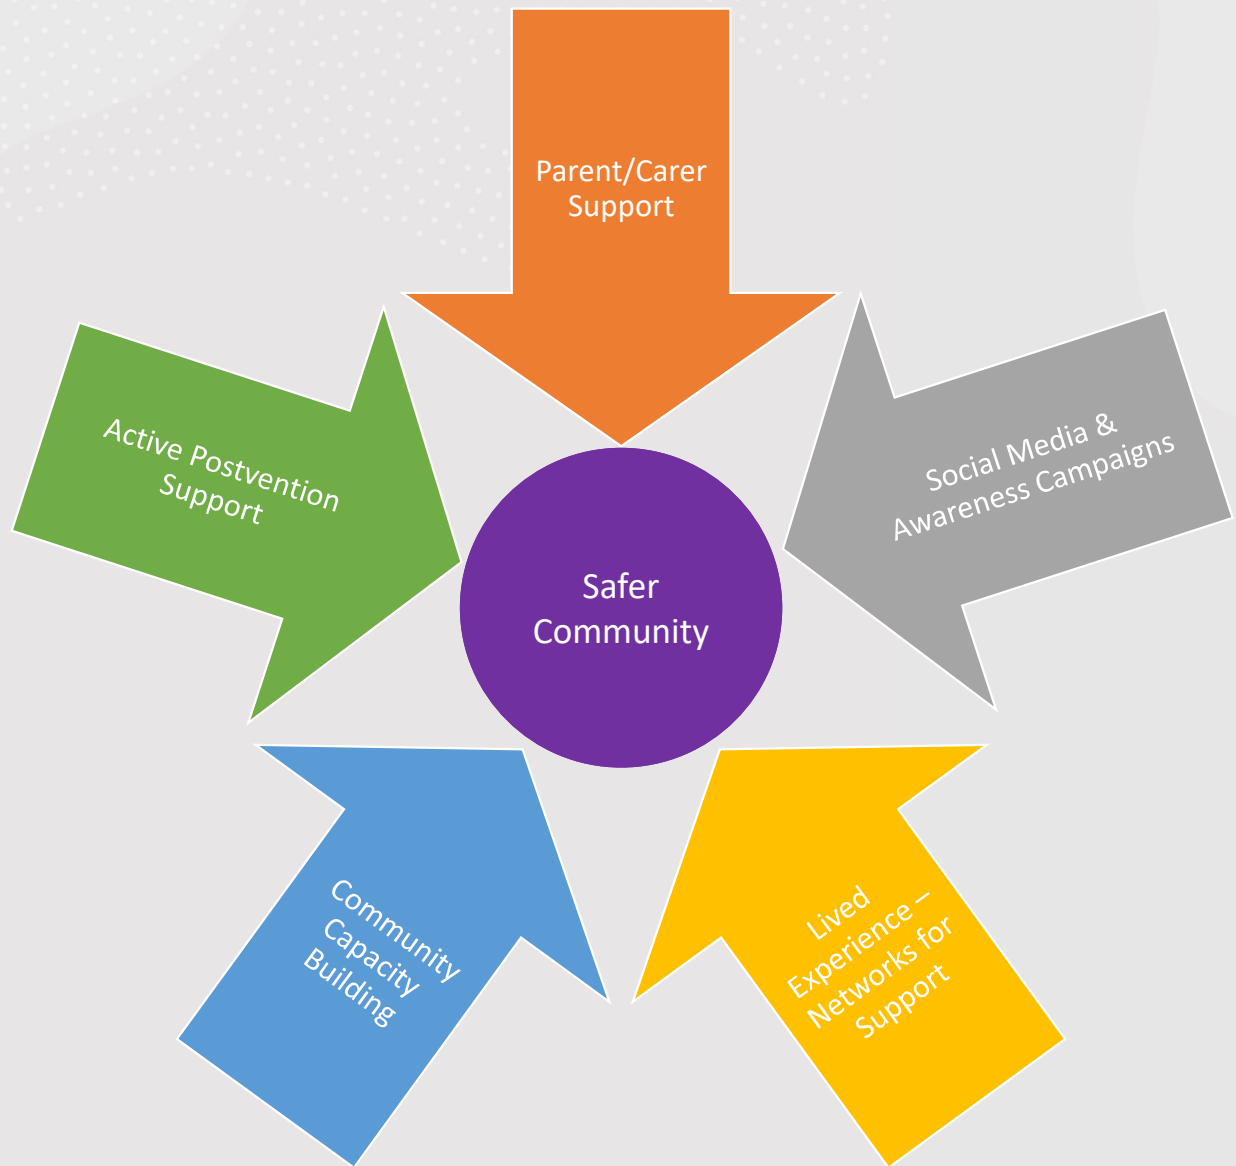 Parent/Carer
Support
Social Media &
Awareness Campaigns
Lived
Experience –
Networks for
Support
Community
Capacity
Building
Active Postvention
Support
Safer
Community